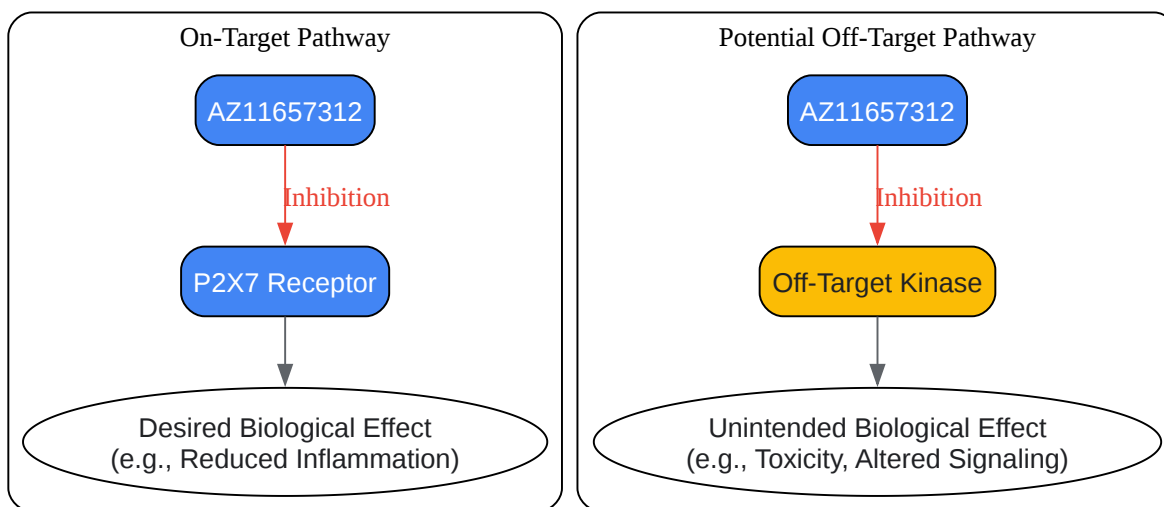 On-Target Pathway
AZ11657312
Inhibition
P2X7 Receptor
Desired Biological Effect
(e.g., Reduced Inflammation)
Potential Off-Target Pathway
AZ11657312
Inhibition
Off-Target Kinase
Unintended Biological Effect
(e.g., Toxicity, Altered Signaling)